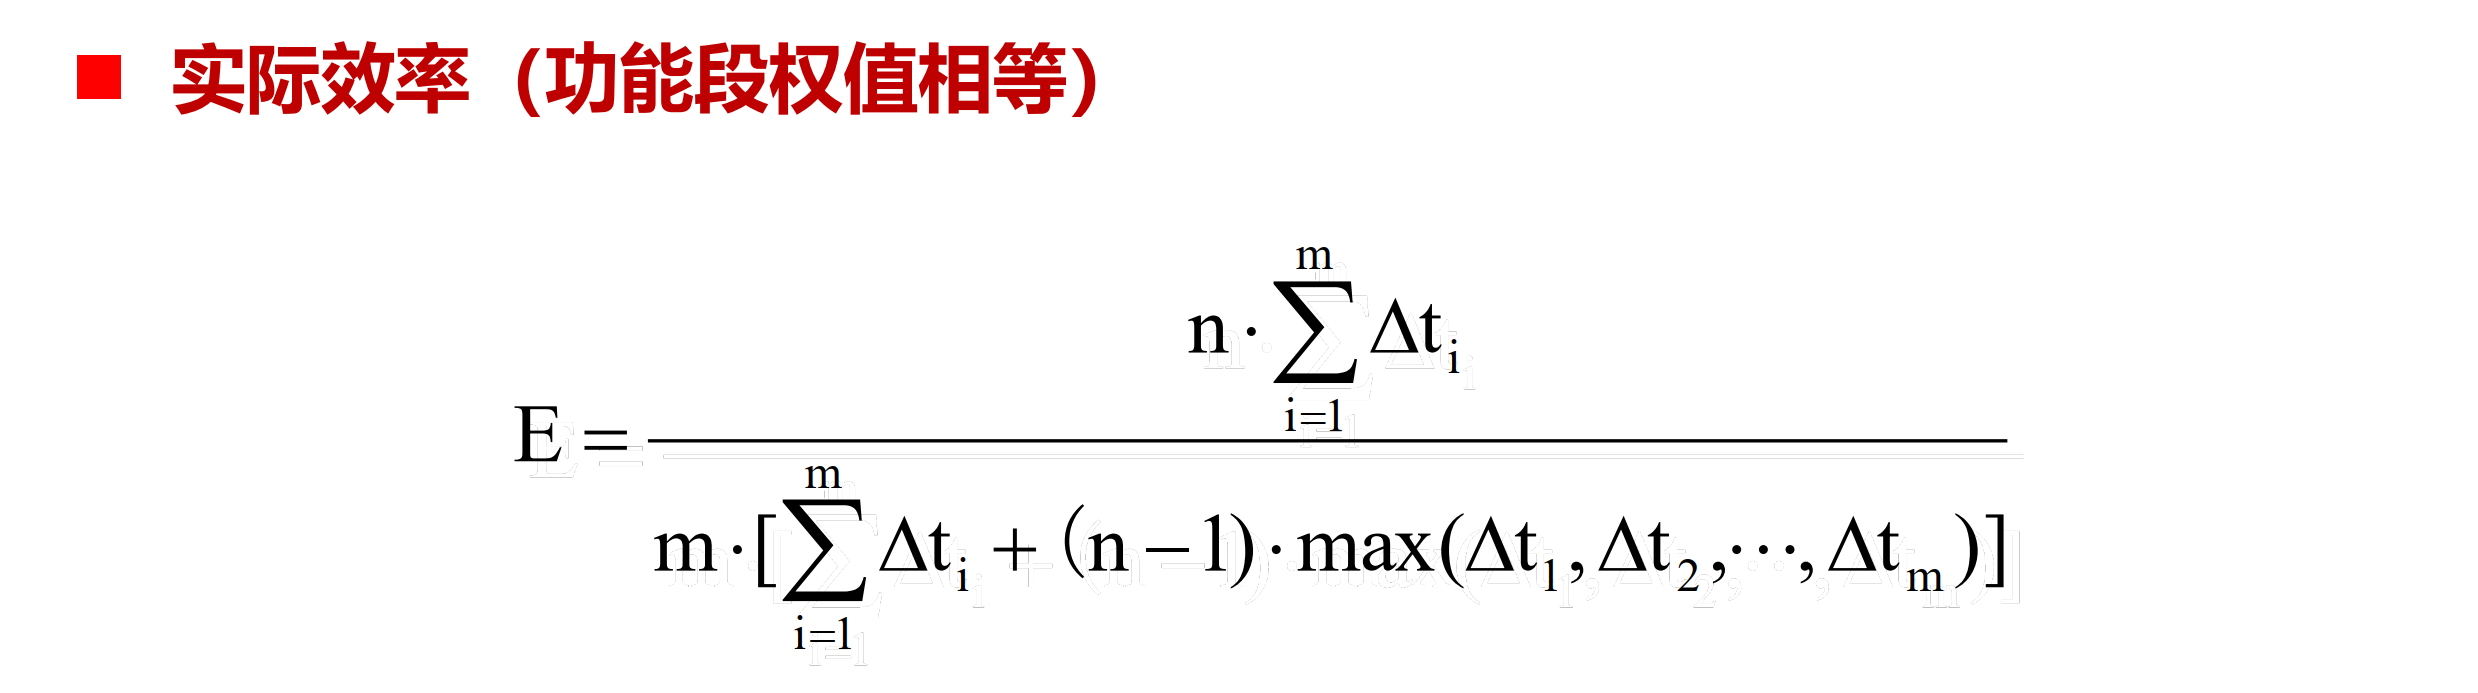 实际效率（功能段权值相等）
E = \frac{n \cdot \sum_{i=1}^{m} \Delta t_i}{m \cdot [\sum_{i=1}^{m} \Delta t_i + (n-1) \cdot \max(\Delta t_1, \Delta t_2, \cdots, \Delta t_m)]}